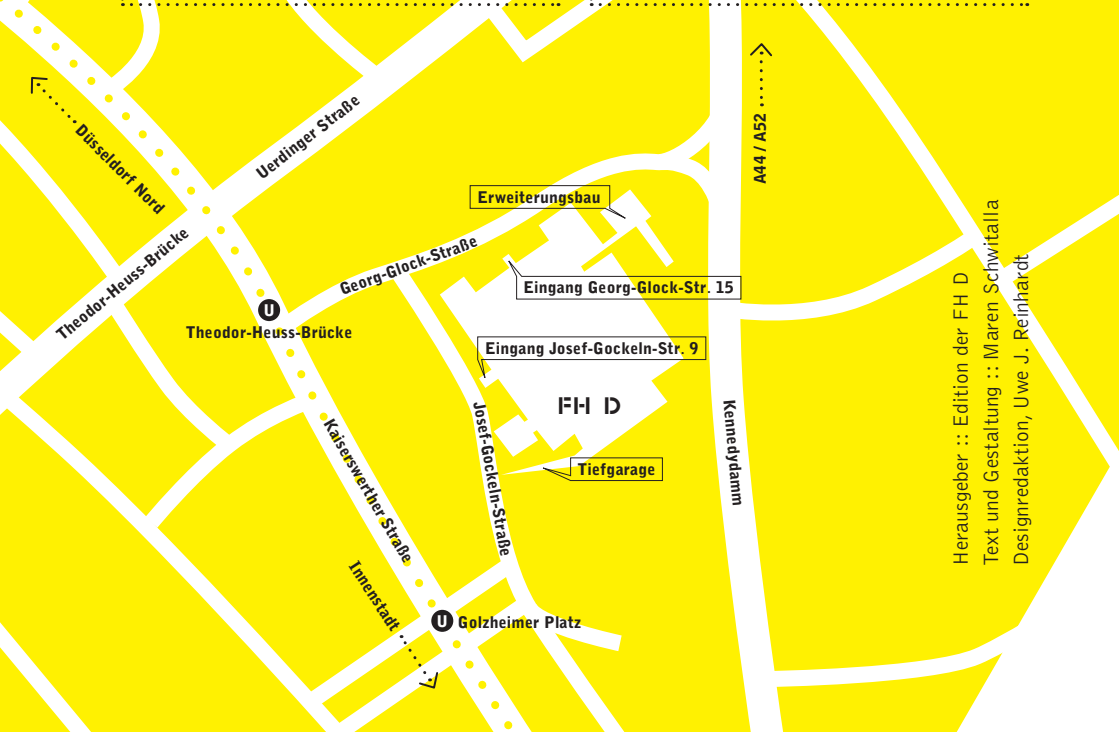 Düsseldorf Nord
Uerdinger Straße
A44 / A52
Erweiterungsbau
Theodor-Heuss-Brücke
Georg-Glock-Straße
Eingang Georg-Glock-Str. 15
U
Theodor-Heuss-Brücke
Eingang Josef-Gockeln-Str. 9
FH D
Kaiserswerther Straße
Josef-Gockeln-Straße
Kennedydamm
Tiefgarage
Innenstadt
U Golzheimer Platz
Herausgeber :: Edition der FH D
Text und Gestaltung :: Maren Schwitalla
Designredaktion, Uwe J. Reinhardt